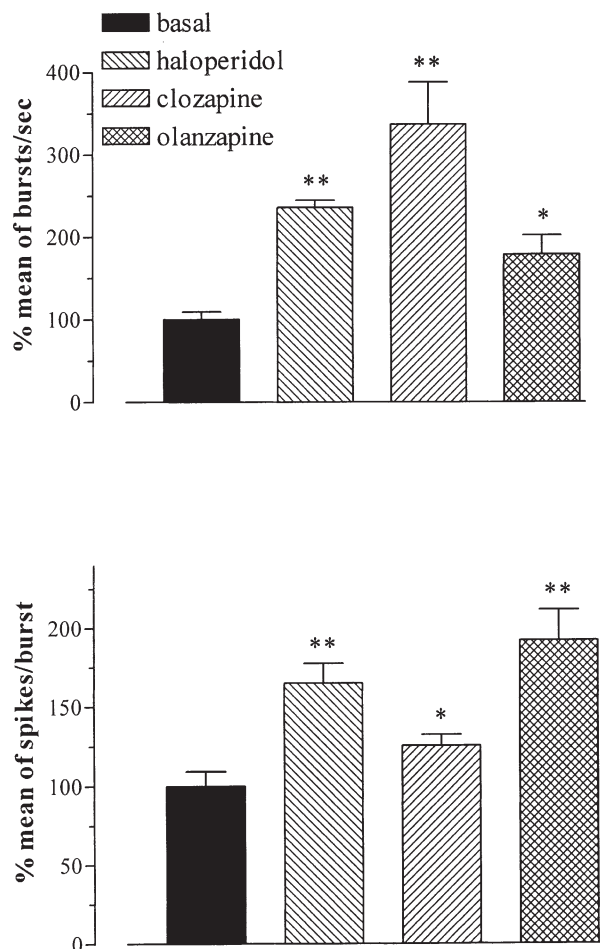 basal
haloperidol
clozapine
olanzapine
% mean of bursts/sec
400
300
200
100
0
**
**
*
% mean of spikes/burst
200
150
100
50
0
**
*
**